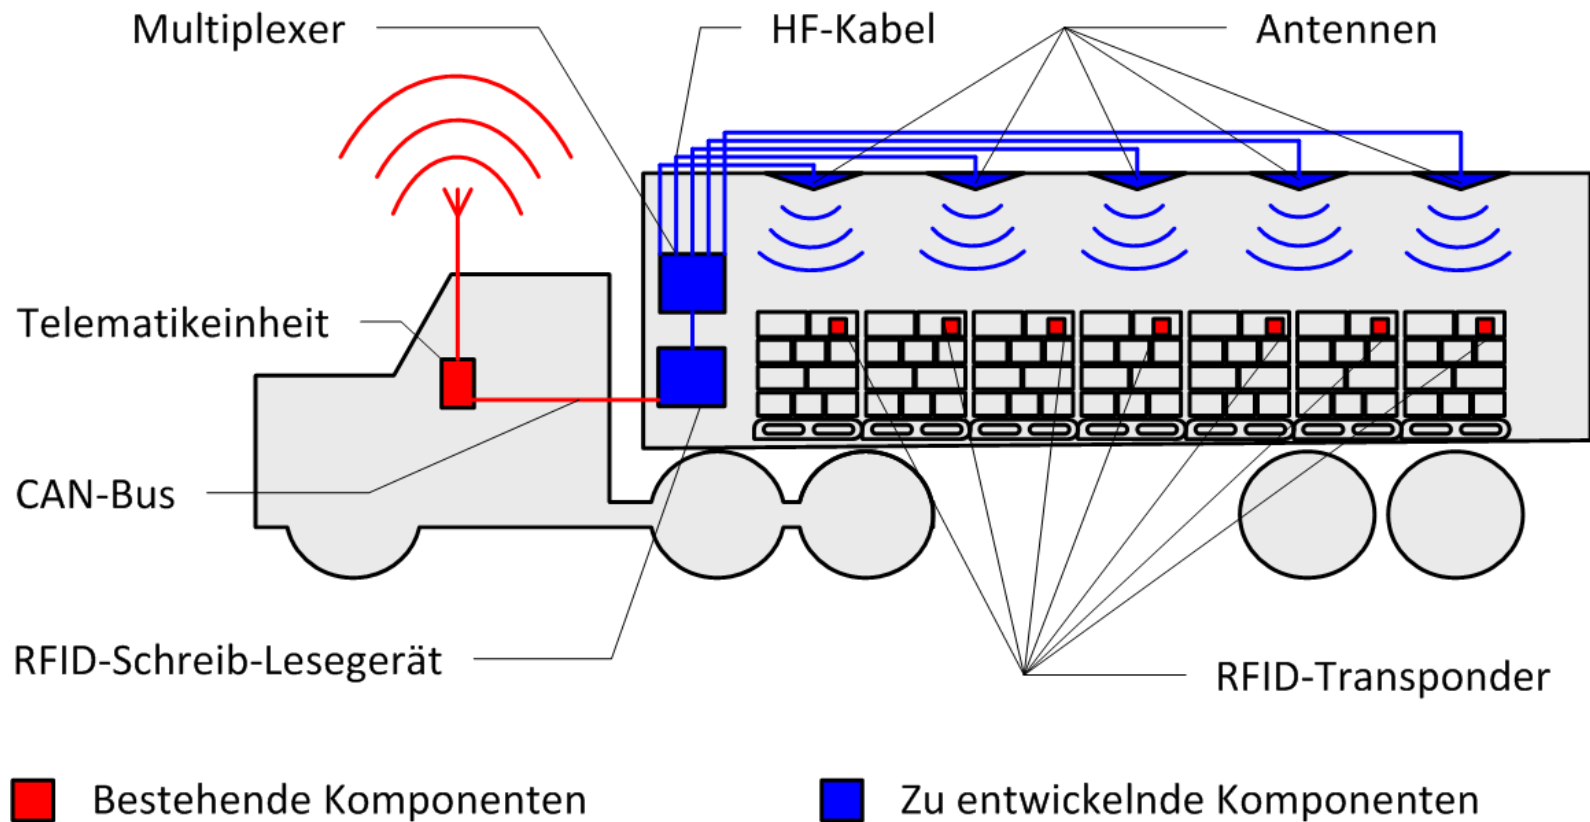 Multiplexer
HF-Kabel
Antennen
Telematikeinheit
CAN-Bus
RFID-Schreib-Lesegerät
RFID-Transponder
Bestehende Komponenten
Zu entwickelnde Komponenten